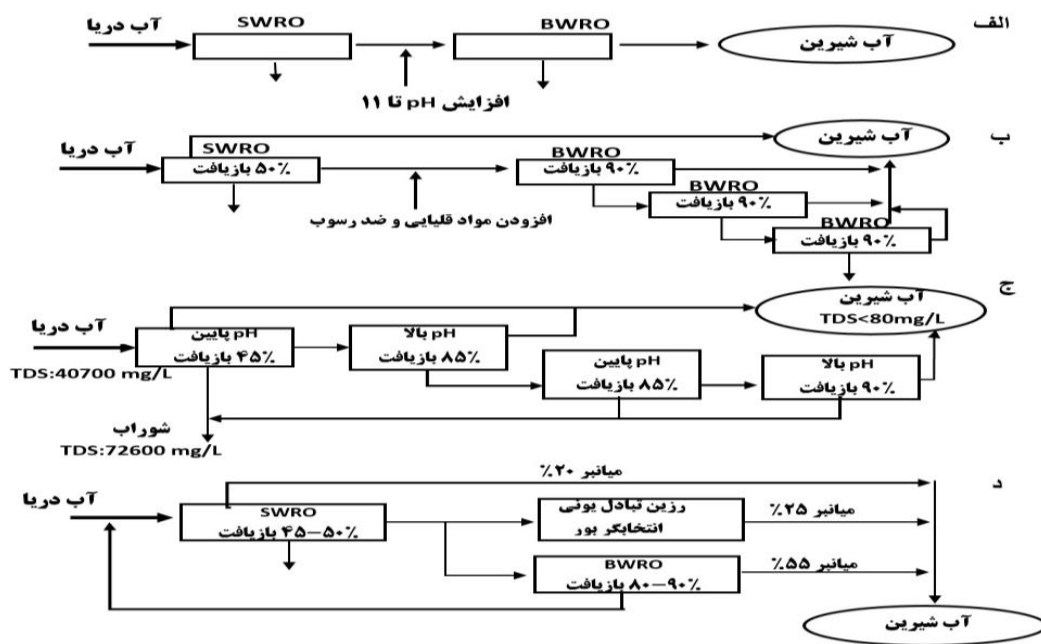 الف
آب دریا
SWRO
BWRO
آب شیرین
افزایش pH تا ۱۱
ب
آب دریا
SWRO
۵۰٪ بازیافت
افزودن مواد قلیایی و ضد رسوب
BWRO
۹۰٪ بازیافت
BWRO
۹۰٪ بازیافت
BWRO
۹۰٪ بازیافت
آب شیرین
ج
آب دریا
TDS:40700 mg/L
pH پایین
۴۵٪ بازیافت
pH بالا
۸۵٪ بازیافت
pH پایین
۸۵٪ بازیافت
pH بالا
۹۰٪ بازیافت
آب شیرین
TDS<80mg/L
شوراب
TDS:72600 mg/L
د
آب دریا
SWRO
۴۵–۵۰٪ بازیافت
میانبر ۲۰٪
رزین تبادل یونی
انتخابگر بور
میانبر ۲۵٪
BWRO
۸۰–۹۰٪ بازیافت
میانبر ۵۵٪
آب شیرین